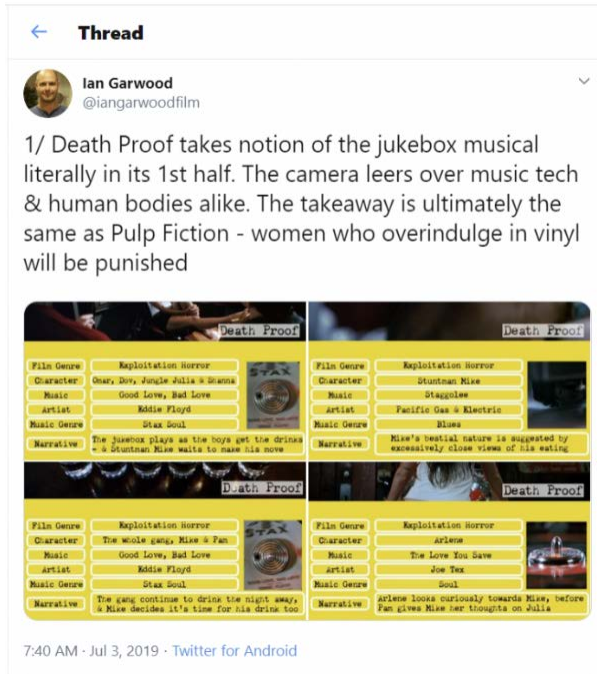 Thread
Ian Garwood
@iangarwoodfilm
1/ Death Proof takes notion of the jukebox musical
literally in its 1st half. The camera leers over music tech
& human bodies alike. The takeaway is ultimately the
same as Pulp Fiction - women who overindulge in vinyl
will be punished
Death Proof
Film Genre Exploitation Horror
Character Omar, Dov, Jungle Julia & Shanna
Music Good Love, Bad Love
Artist Eddie Floyd
Music Genre Stax Soul
Narrative The jukebox plays as the boys get the drinks
- & Stuntman Mike waits to make his move
STAX
Death Proof
Film Genre Exploitation Horror
Character Stuntman Mike
Music Staggolee
Artist Pacific Gas & Electric
Music Genre Blues
Narrative Mike's bestial nature is suggested by
excessively close views of his eating
Death Proof
Film Genre Exploitation Horror
Character The whole gang, Mike & Pam
Music Good Love, Bad Love
Artist Eddie Floyd
Music Genre Stax Soul
Narrative The gang continue to drink the night away,
& Mike decides it's time for his drink too
STAX
Death Proof
Film Genre Exploitation Horror
Character Arlene
Music The Love You Save
Artist Joe Tex
Music Genre Soul
Narrative Arlene looks curiously towards Mike, before
Pam gives Mike her thoughts on Julia
7:40 AM · Jul 3, 2019 · Twitter for Android